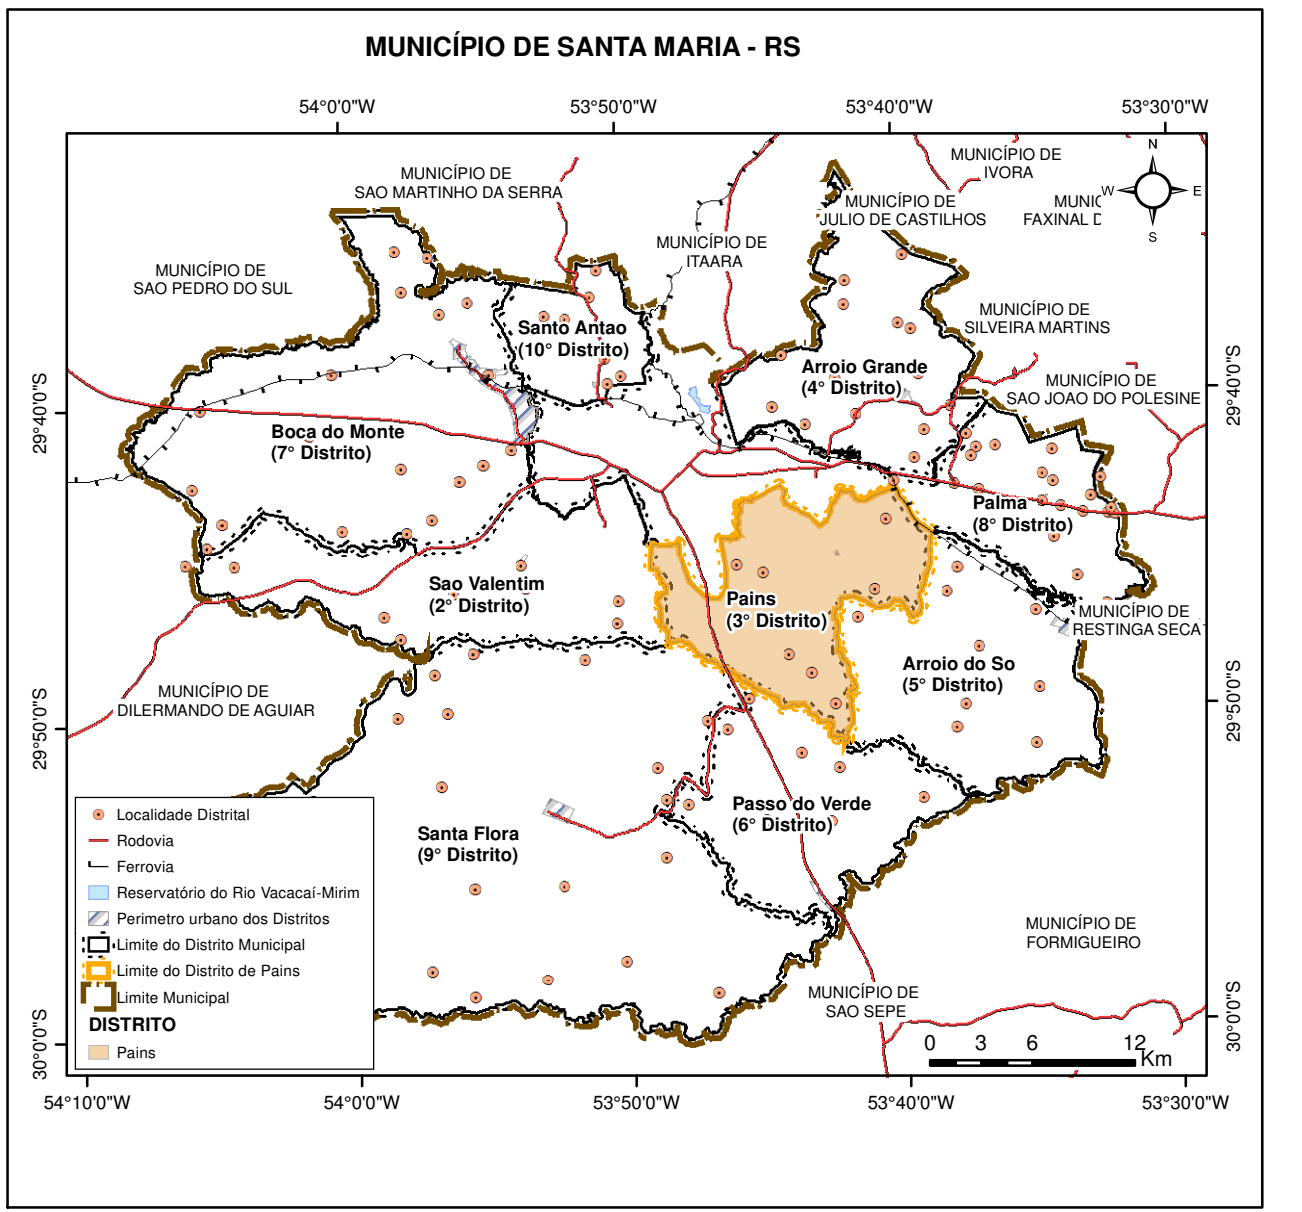 MUNICÍPIO DE SANTA MARIA - RS
54°0'0"W
53°50'0"W
53°40'0"W
53°30'0"W
MUNICÍPIO DE
SAO MARTINHO DA SERRA
MUNICÍPIO DE
IVORA
N
W
E
S
MUNICÍPIO DE
JULIO DE CASTILHOS
MUNIC
FAXINAL D
MUNICÍPIO DE
ITAARA
MUNICÍPIO DE
SAO PEDRO DO SUL
MUNICÍPIO DE
SILVEIRA MARTINS
Santo Antao
(10° Distrito)
Arroio Grande
(4° Distrito)
MUNICÍPIO DE
SAO JOAO DO POLESINE
29°40'0"S
29°40'0"S
Boca do Monte
(7° Distrito)
Palma
(8° Distrito)
Sao Valentim
(2° Distrito)
Pains
(3° Distrito)
MUNICÍPIO DE
RESTINGA SECA
Arroio do So
(5° Distrito)
MUNICÍPIO DE
DILERMANDO DE AGUIAR
29°50'0"S
29°50'0"S
Passo do Verde
(6° Distrito)
Santa Flora
(9° Distrito)
Localidade Distrital
Rodovia
Ferrovia
Reservatório do Rio Vacacaí-Mirim
Perimetro urbano dos Distritos
Limite do Distrito Municipal
Limite do Distrito de Pains
Limite Municipal
DISTRITO
Pains
MUNICÍPIO DE
FORMIGUEIRO
MUNICÍPIO DE
SAO SEPE
30°0'0"S
30°0'0"S
0 3 6 12
Km
54°10'0"W
54°0'0"W
53°50'0"W
53°40'0"W
53°30'0"W